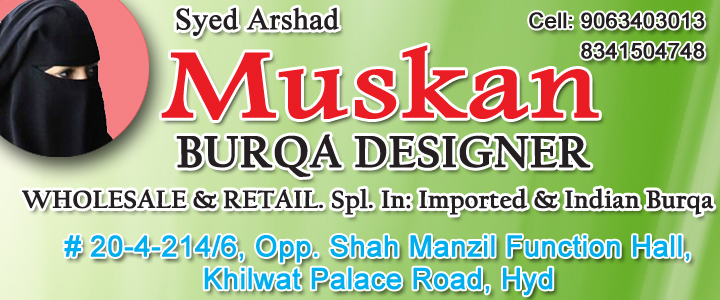 Syed Arshad
Cell: 9063403013
8341504748
Muskan
BURQA DESIGNER
WHOLESALE & RETAIL. Spl. In: Imported & Indian Burqa
# 20-4-214/6, Opp. Shah Manzil Function Hall,
Khilwat Palace Road, Hyd